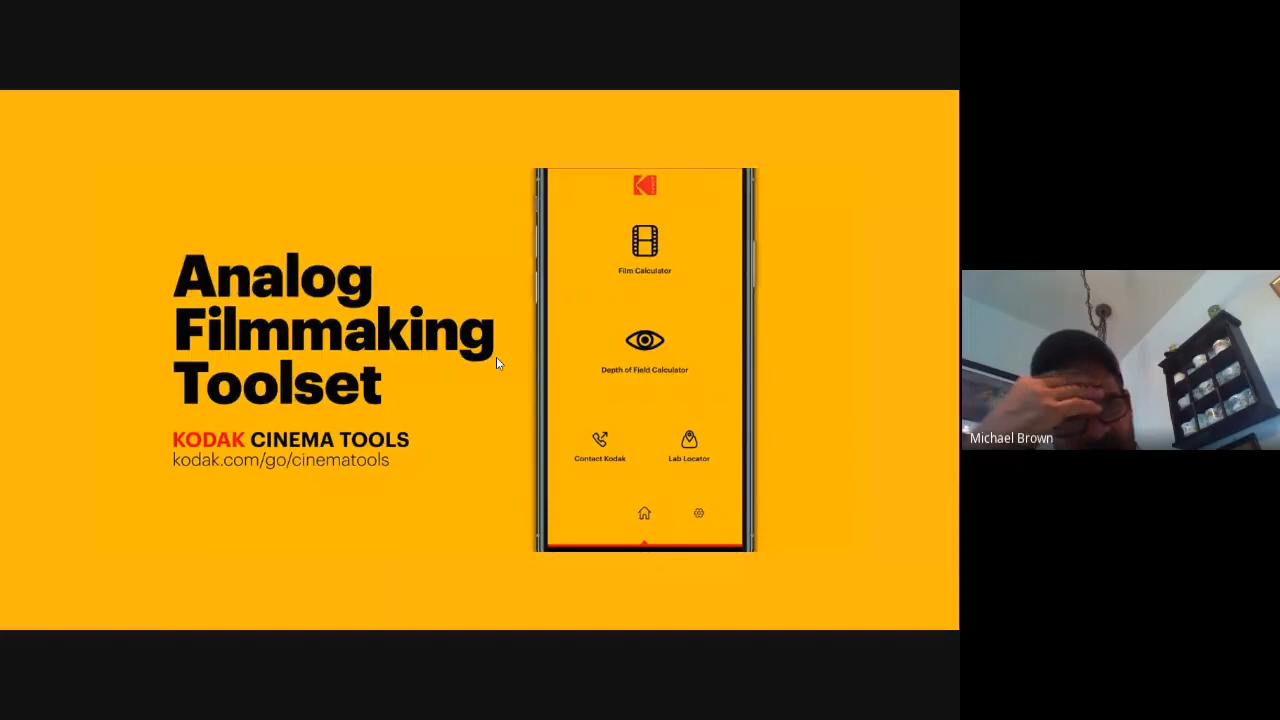 Analog
Filmmaking
Toolset
KODAK CINEMA TOOLS
kodak.com/go/cinematools
Film Calculator
Depth of Field Calculator
Contact Kodak
Lab Locator
Michael Brown